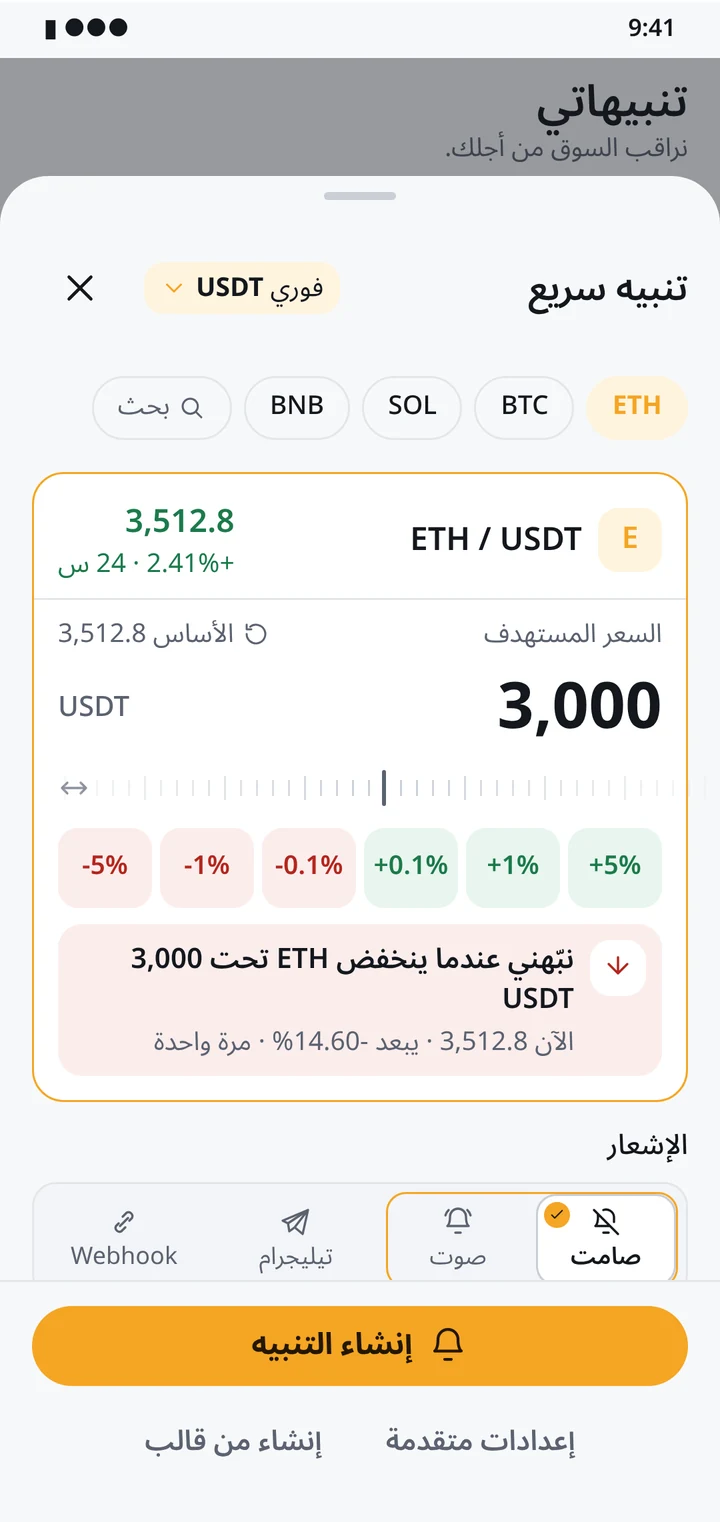 9:41
تنبيهاتي
نراقب السوق من أجلك.
تنبيه سريع
فوري USDT
ETH
BTC
SOL
BNB
بحث
E
ETH / USDT
3,512.8
+2.41% · 24 س
السعر المستهدف
الأساس 3,512.8
3,000
USDT
+5%
+1%
+0.1%
-0.1%
-1%
-5%
نبّهني عندما ينخفض ETH تحت 3,000
USDT
الآن 3,512.8 · يبعد -14.60% · مرة واحدة
الإشعار
صامت
صوت
تيليجرام
Webhook
إنشاء التنبيه
إعدادات متقدمة
إنشاء من قالب